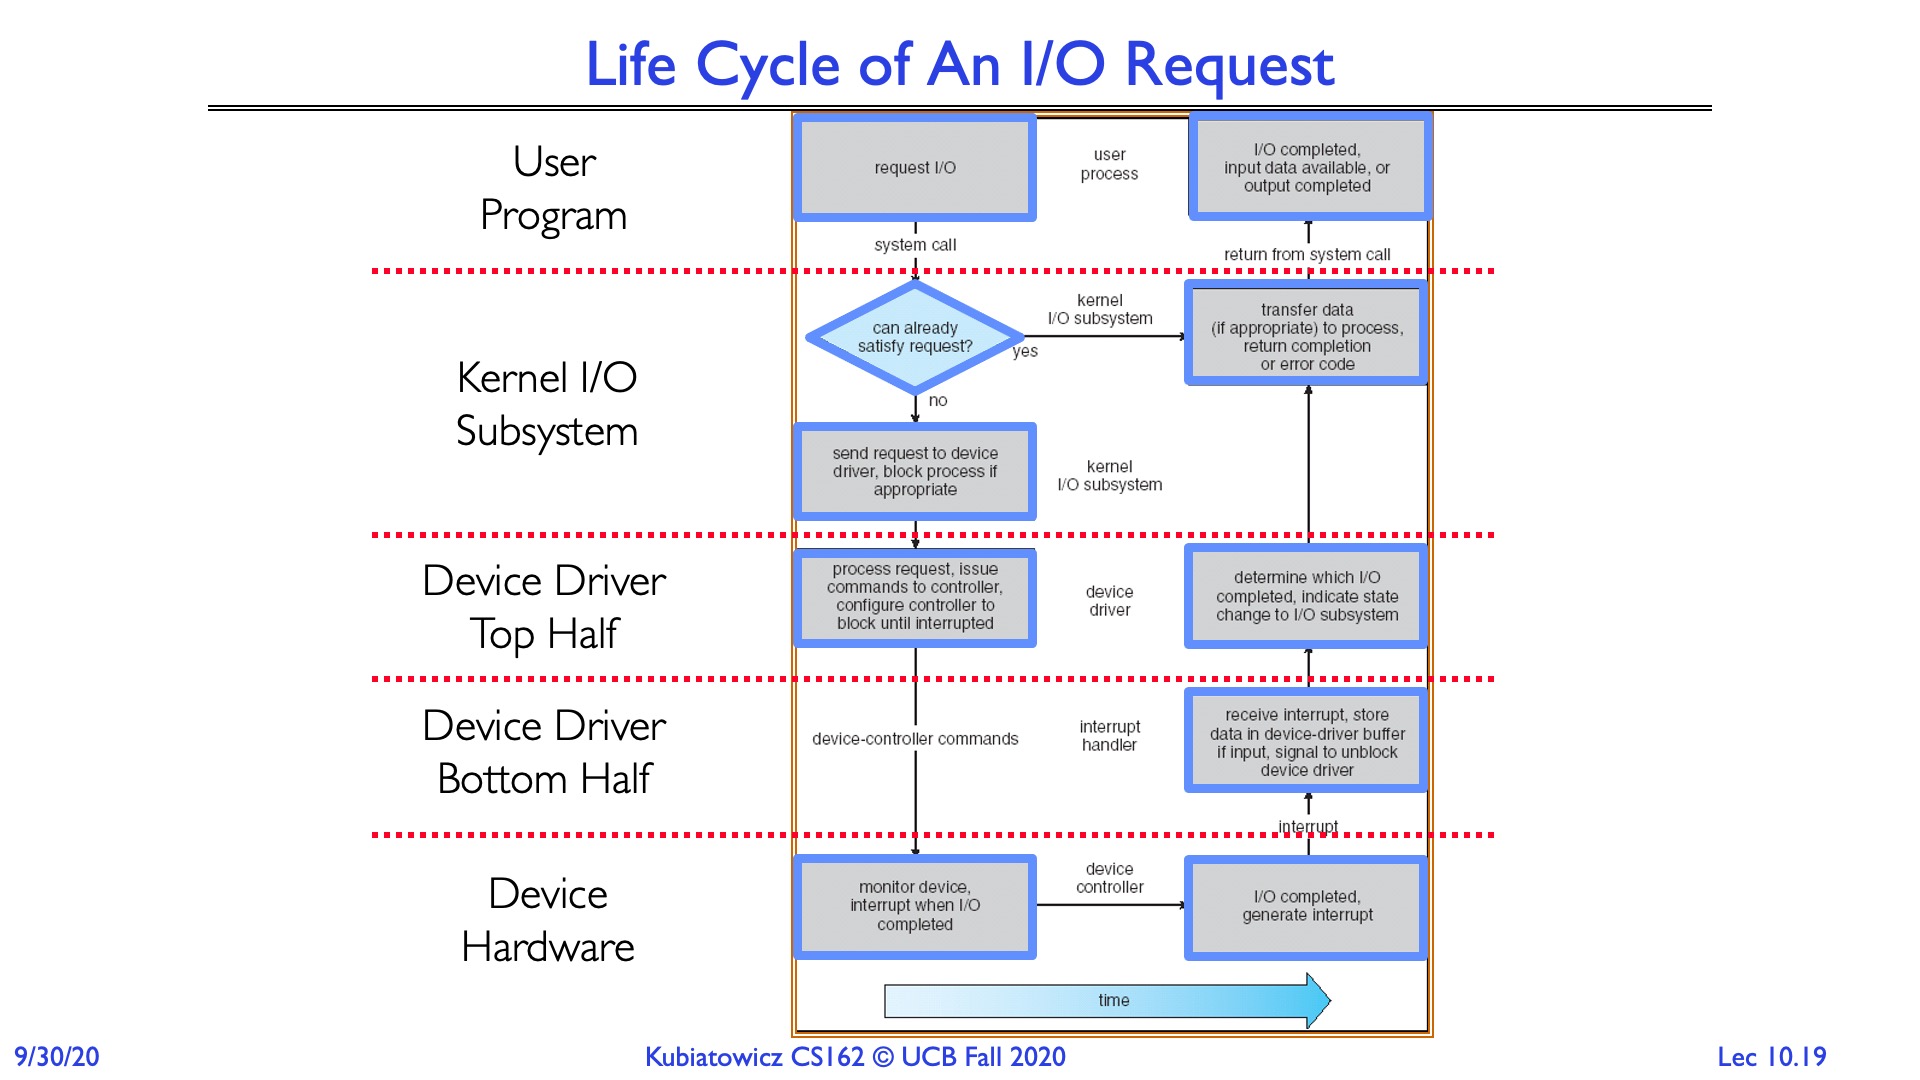 Life Cycle of An I/O Request
User
Program
request I/O
user
process
I/O completed,
input data available, or
output completed
system call
return from system call
Kernel I/O
Subsystem
can already
satisfy request?
yes
kernel
I/O subsystem
transfer data
(if appropriate) to process,
return completion
or error code
no
send request to device
driver, block process if
appropriate
kernel
I/O subsystem
Device Driver
Top Half
process request, issue
commands to controller,
configure controller to
block until interrupted
device
driver
determine which I/O
completed, indicate state
change to I/O subsystem
Device Driver
Bottom Half
device-controller commands
interrupt
handler
receive interrupt, store
data in device-driver buffer
if input, signal to unblock
device driver
interrupt
Device
Hardware
monitor device,
interrupt when I/O
completed
device
controller
I/O completed,
generate interrupt
time
9/30/20
Kubiatowicz CS162 © UCB Fall 2020
Lec 10.19